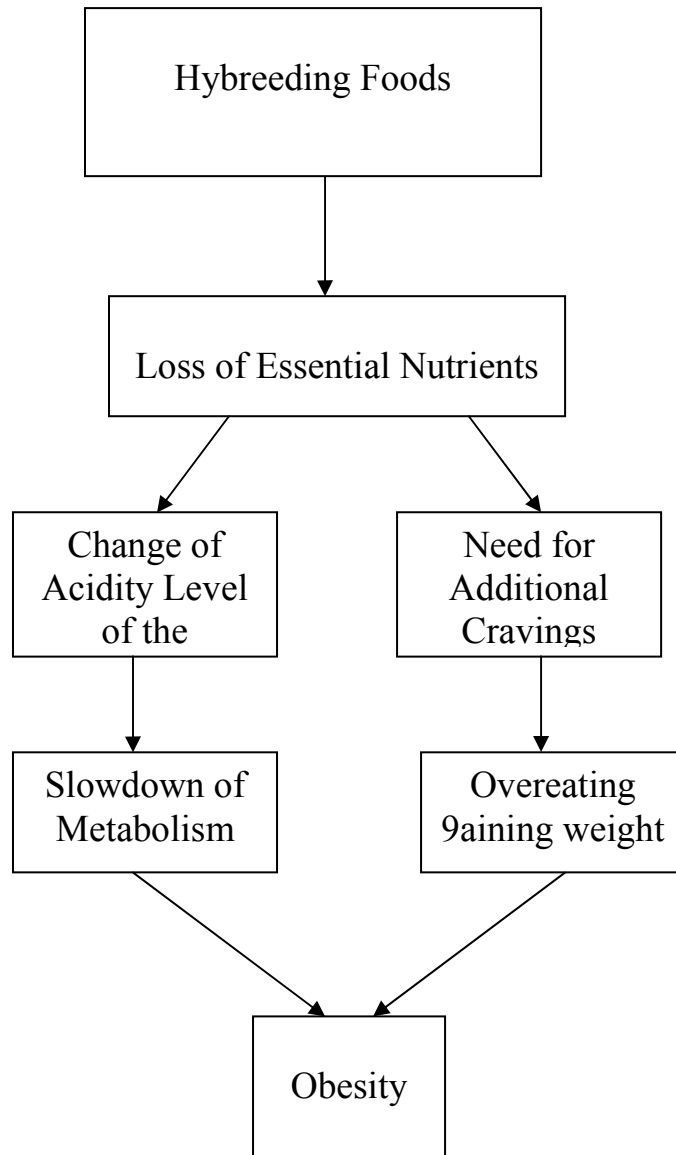 Hybreeding Foods
Loss of Essential Nutrients
Change of
Acidity Level
of the
Need for
Additional
Cravings
Slowdown of
Metabolism
Overeating
9aining weight
Obesity